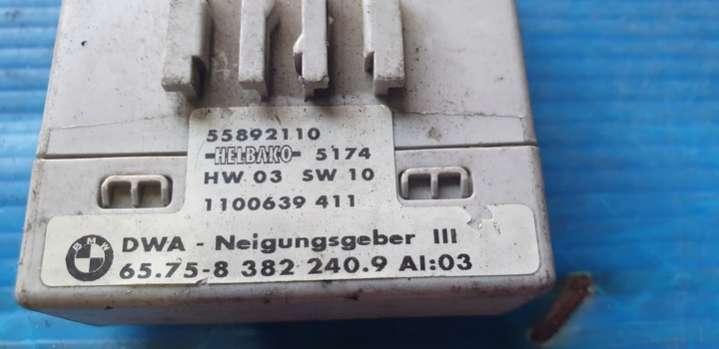 55892110
HELBAKO 5174
HW 03 SW 10
1100639 411
BMW DWA - Neigungsgeber III
65.75-8 382 240.9 AI:03